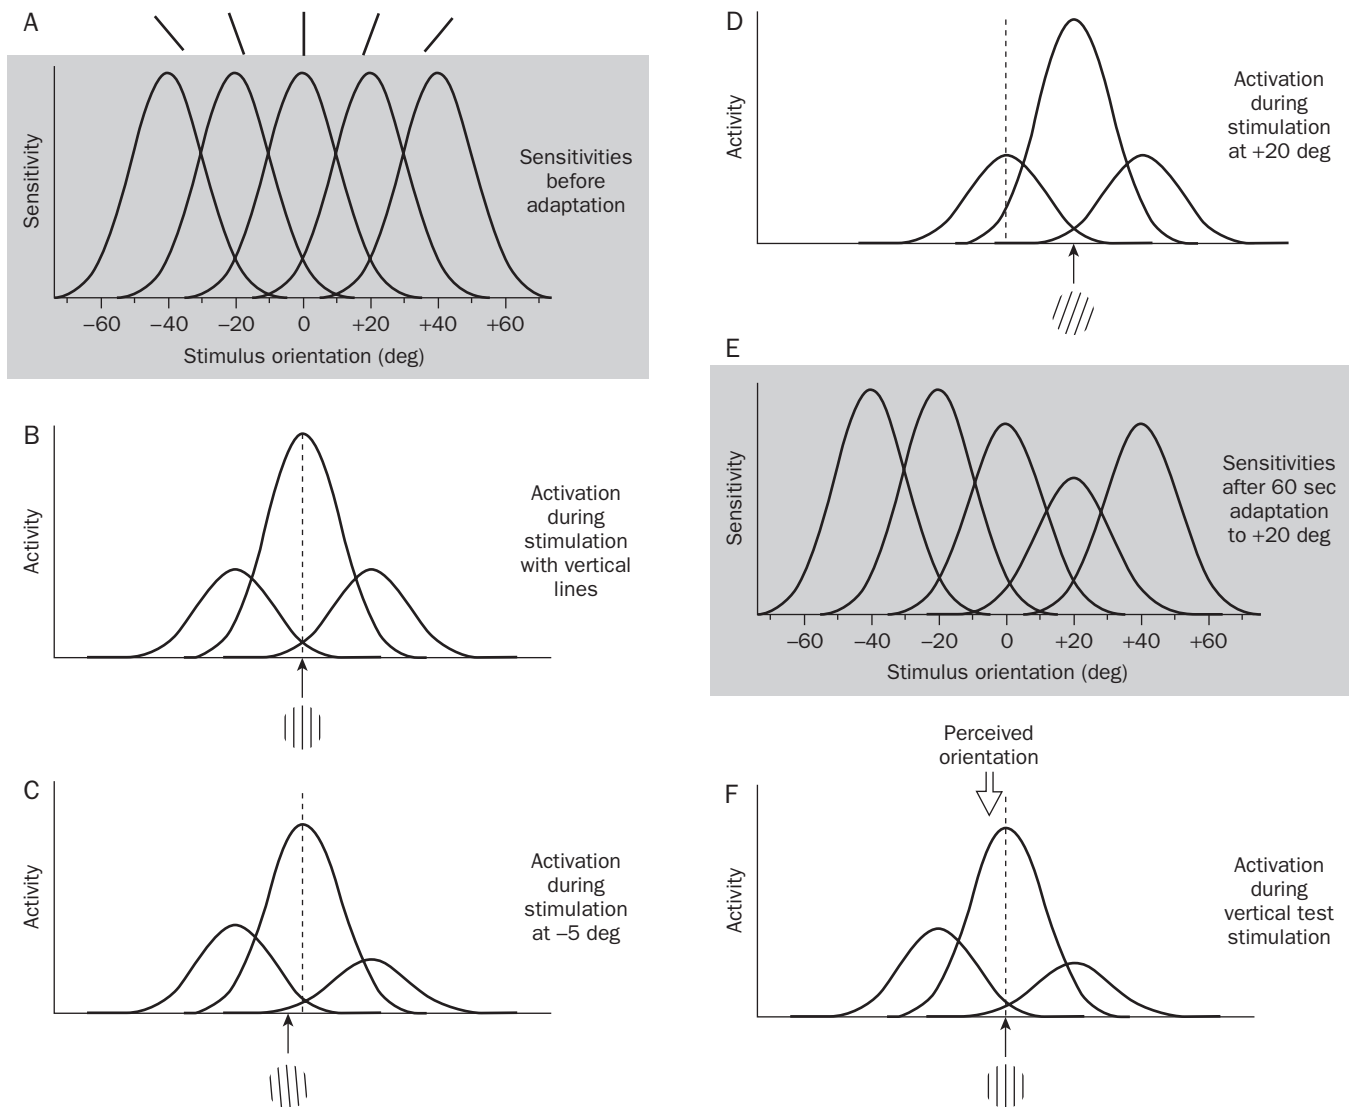 A
Sensitivity
Sensitivities
before
adaptation
–60 –40 –20 0 +20 +40 +60
Stimulus orientation (deg)
B
Activity
Activation
during
stimulation
with vertical
lines
C
Activity
Activation
during
stimulation
at –5 deg
D
Activity
Activation
during
stimulation
at +20 deg
E
Sensitivity
Sensitivities
after 60 sec
adaptation
to +20 deg
–60 –40 –20 0 +20 +40 +60
Stimulus orientation (deg)
Perceived
orientation
F
Activity
Activation
during
vertical test
stimulation